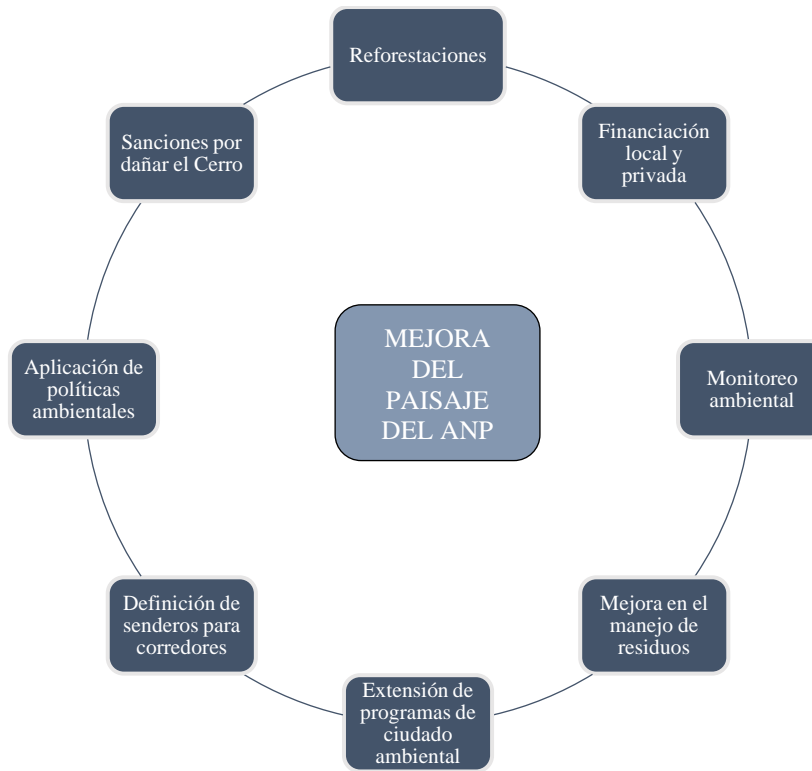 Reforestaciones
Financiación
local y
privada
Monitoreo
ambiental
Mejora en el
manejo de
residuos
Extensión de
programas de
ciudado
ambiental
Definición de
senderos para
corredores
Aplicación de
políticas
ambientales
Sanciones por
dañar el Cerro
MEJORA
DEL
PAISAJE
DEL ANP